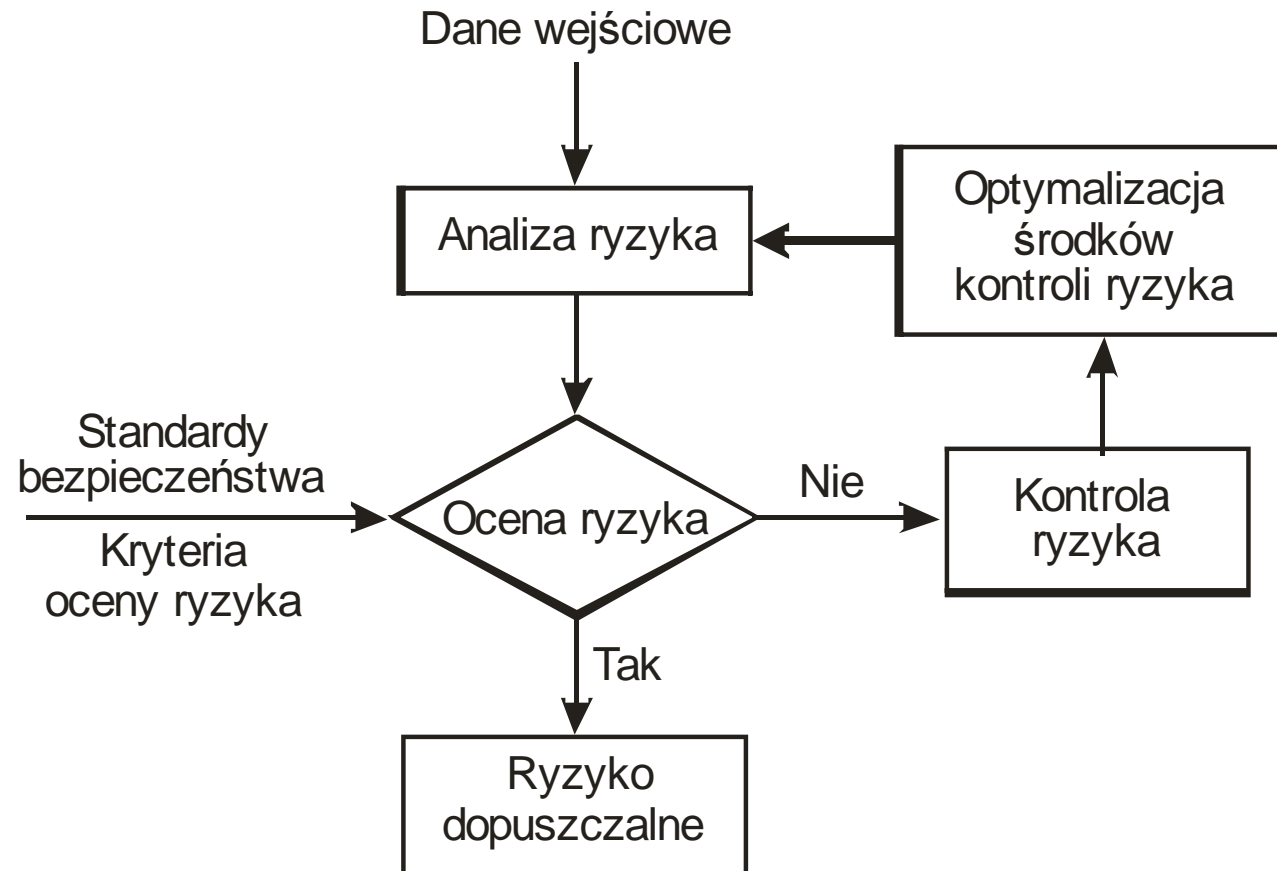 Dane wejściowe
Analiza ryzyka
Optymalizacja
środków
kontroli ryzyka
Standardy
bezpieczeństwa
Kryteria
oceny ryzyka
Ocena ryzyka
Nie
Kontrola
ryzyka
Tak
Ryzyko
dopuszczalne